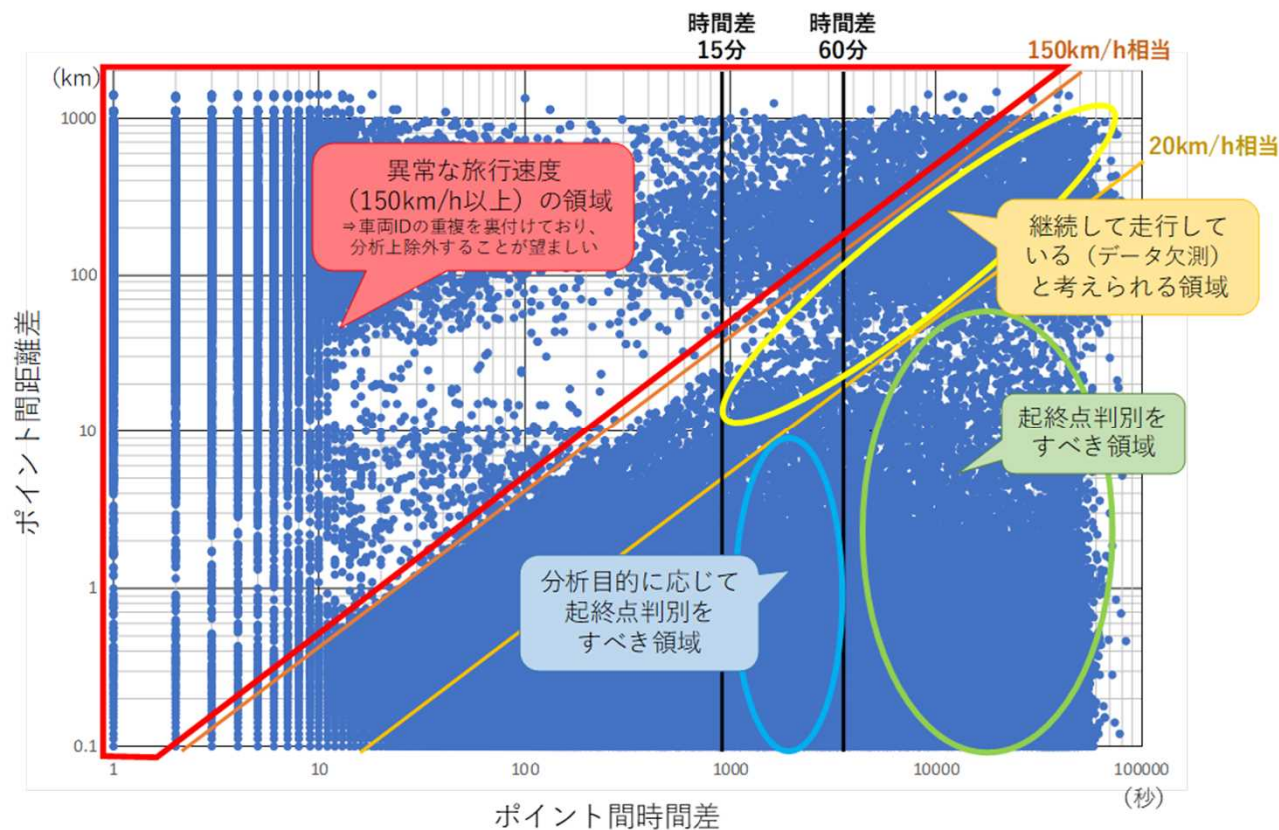 時間差
15分
時間差
60分
150km/h相当
(km)
1000
100
10
1
0.1
20km/h相当
異常な旅行速度
（150km/h以上）の領域
⇒車両IDの重複を裏付けており、
分析上除外することが望ましい
継続して走行して
いる（データ欠測）
と考えられる領域
起終点判別を
すべき領域
分析目的に応じて
起終点判別を
すべき領域
ポイント間距離差
1
10
100
1000
10000
100000
(秒)
ポイント間時間差